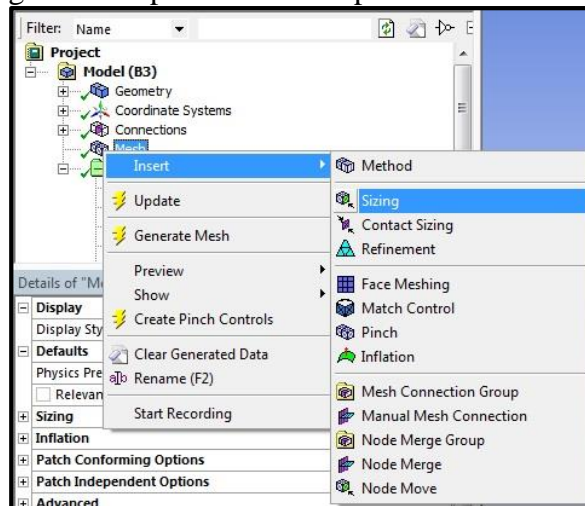 Filter: Name
Project
Model (B3)
Geometry
Coordinate Systems
Connections
Mesh
Insert
Update
Generate Mesh
Preview
Show
Create Pinch Controls
Clear Generated Data
Rename (F2)
Start Recording
Method
Sizing
Contact Sizing
Refinement
Face Meshing
Match Control
Pinch
Inflation
Mesh Connection Group
Manual Mesh Connection
Node Merge Group
Node Merge
Node Move
Details of "M
Display
Display Sty
Defaults
Physics Pre
Relevan
Sizing
Inflation
Patch Conforming Options
Patch Independent Options
Advanced